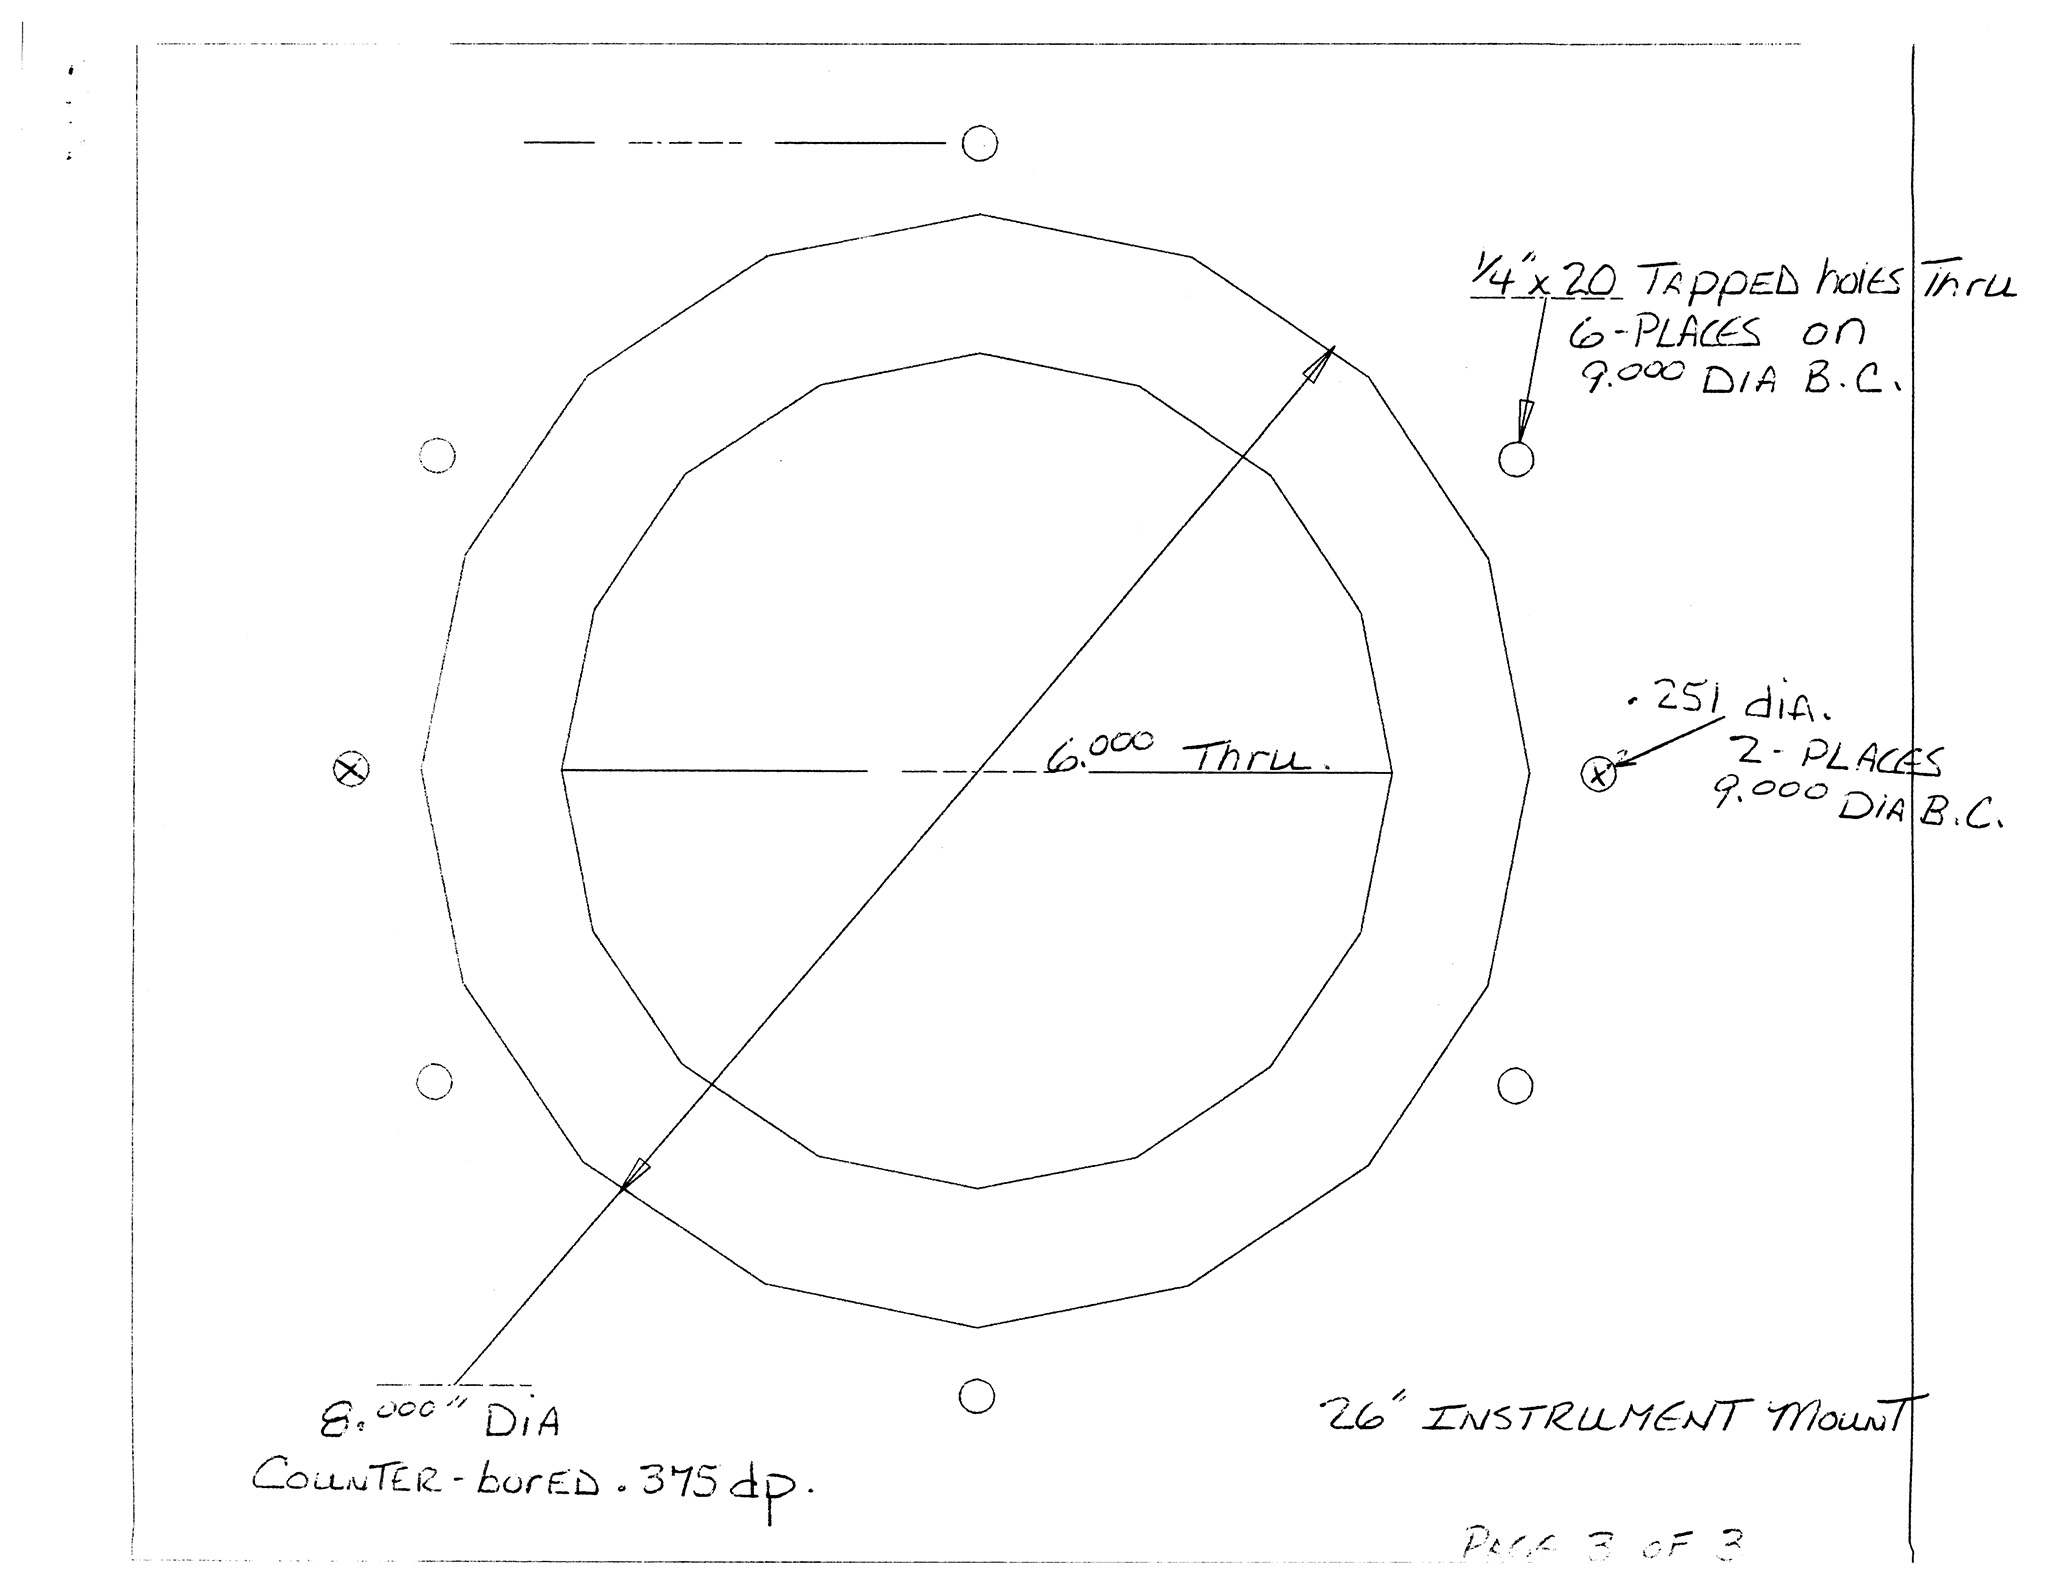 1/4" x 20 TAPPED holES Thru
6-PLACES on
9.000 DIA B.C.
.251 diA.
2-PLACES
9.000 DiA B.C.
6.000 Thru.
8.000" DiA
COUNTER-borED .375 dp.
26" INSTRUMENT MOUNT
PAGE 3 OF 3